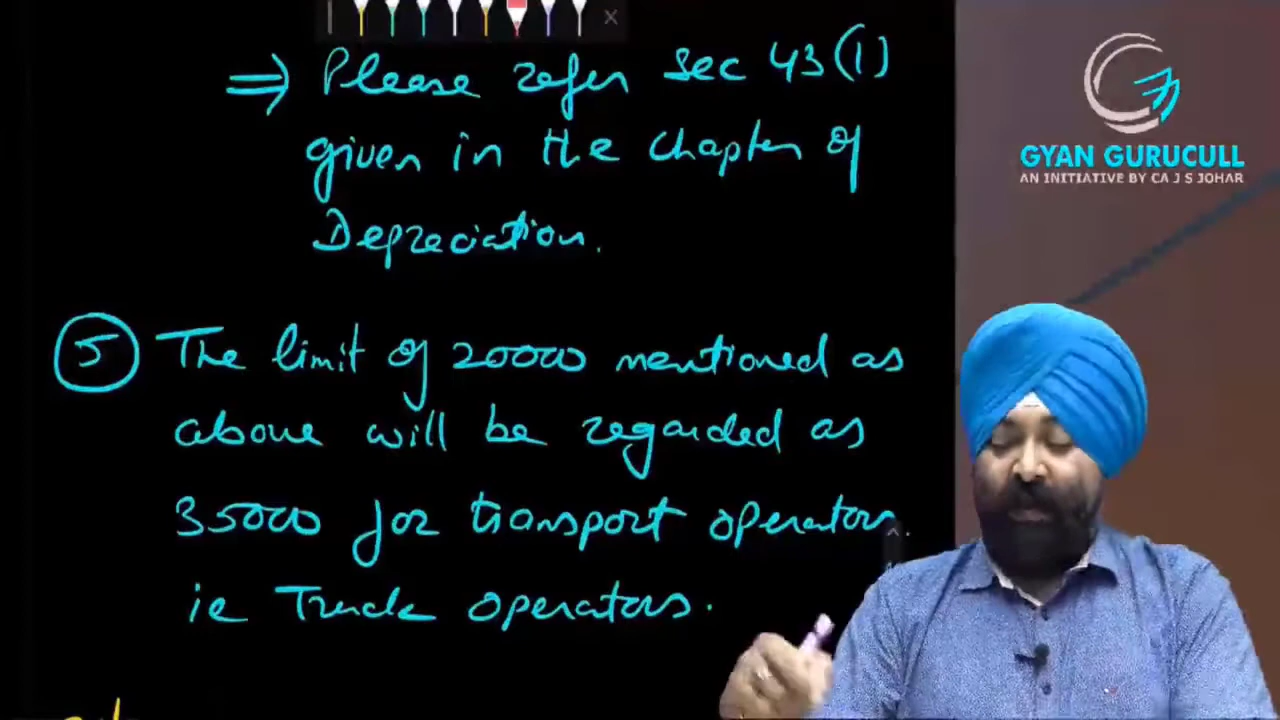 ⇒ Please refer sec 43(1)
given in the chapter of
Depreciation.
GYAN GURUCULL
AN INITIATIVE BY CA J S JOHAR
⑤ The limit of 20000 mentioned as
above will be regarded as
35000 for transport operators.
ie Truck operators.